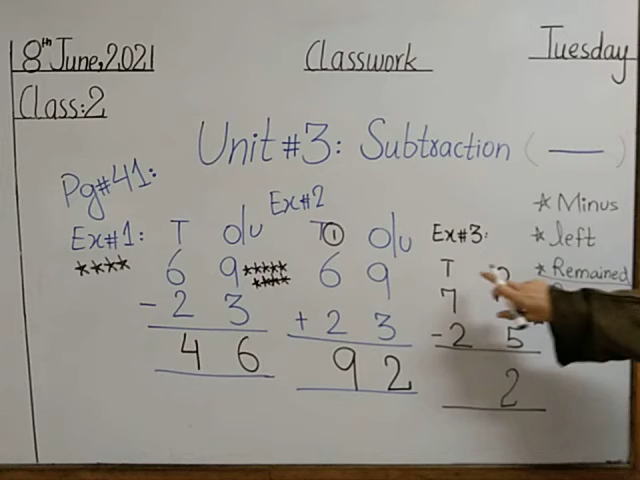 8th June, 2021
Classwork
Tuesday
Class:2
Unit #3: Subtraction ( — )
Pg#41:
Ex#1: T O/U
**** 6 9 *********
- 2 3
4 6
Ex#2
T 1 O/U
6 9
+ 2 3
9 2
Ex#3:
T
7
- 2 5
2
* Minus
* left
* Remained